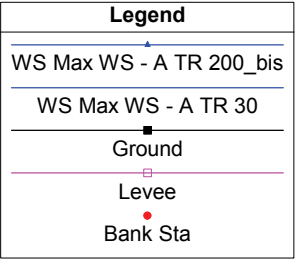 Legend
WS Max WS - A TR 200_bis
WS Max WS - A TR 30
Ground
Levee
Bank Sta